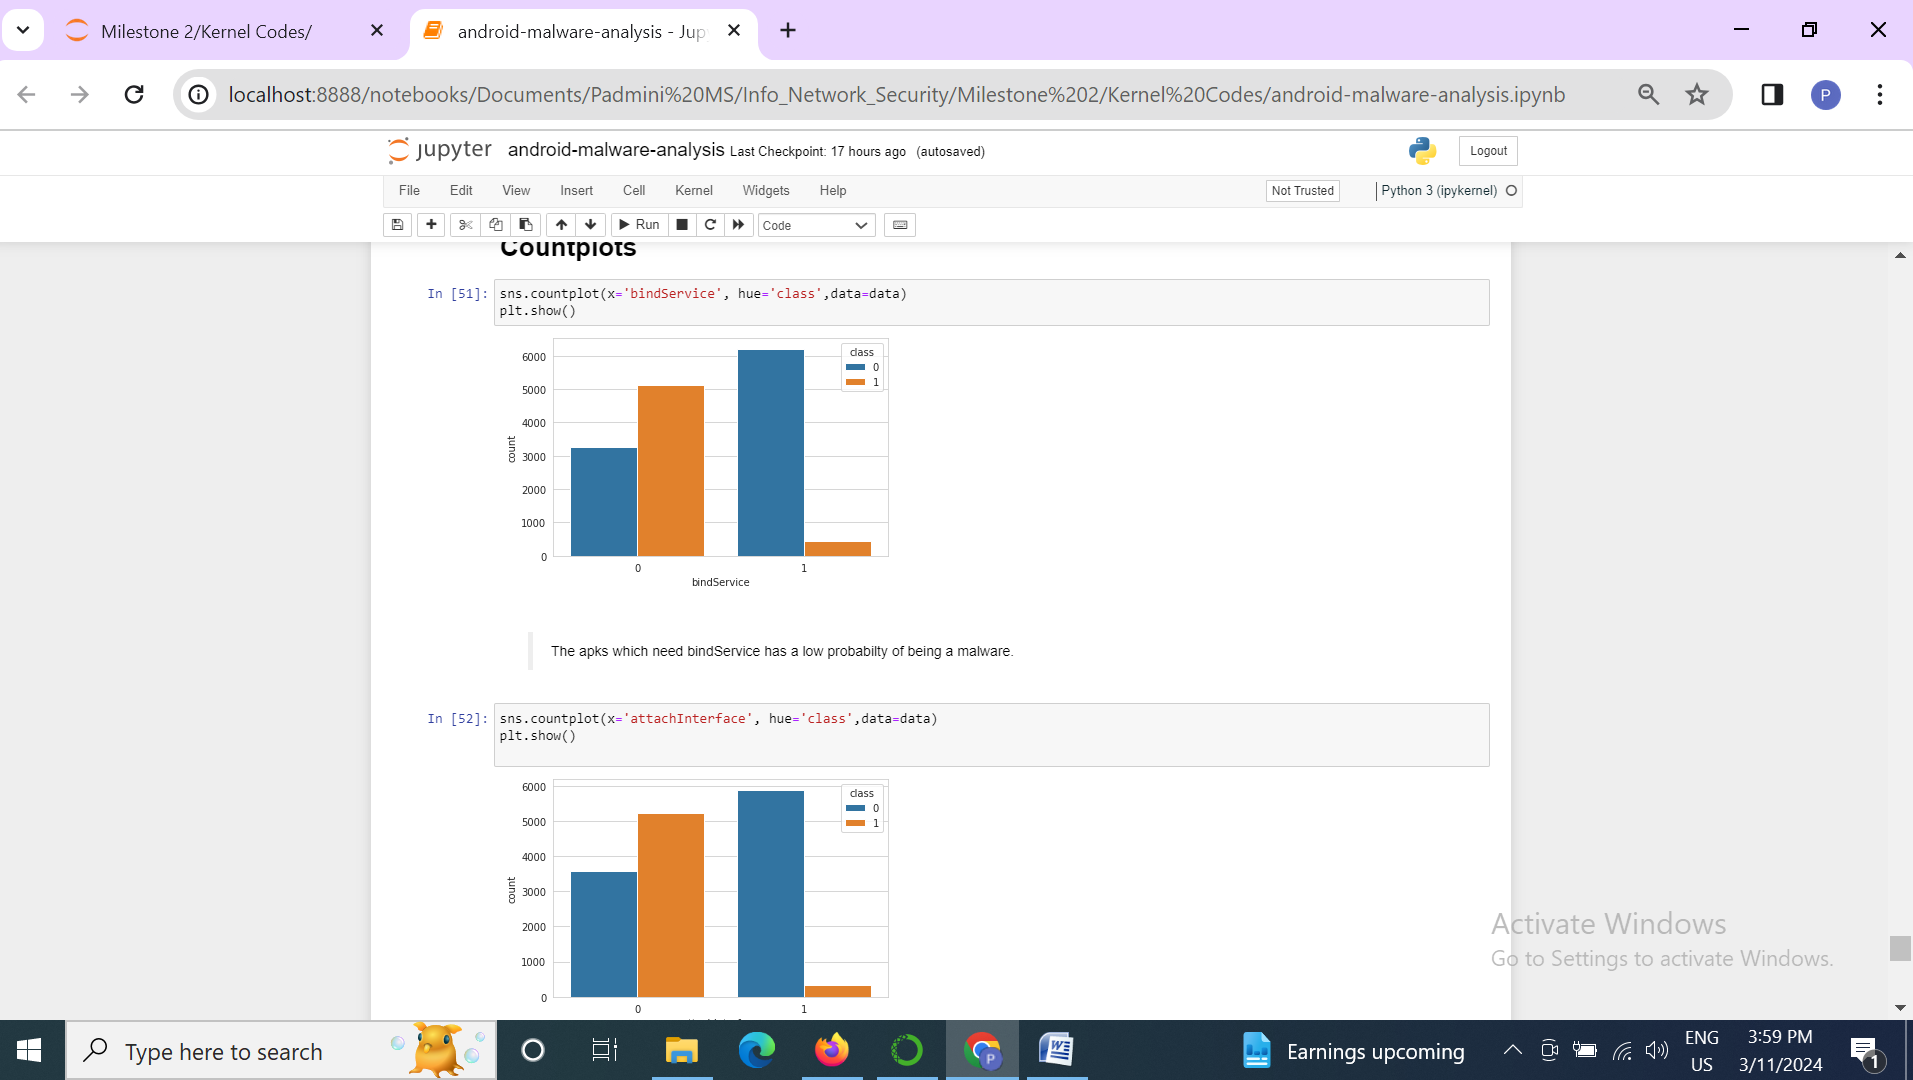 Milestone 2/Kernel Codes/
android-malware-analysis - Jup
localhost:8888/notebooks/Documents/Padmini%20MS/Info_Network_Security/Milestone%202/Kernel%20Codes/android-malware-analysis.ipynb
P
jupyter android-malware-analysis Last Checkpoint: 17 hours ago (autosaved)
Logout
File Edit View Insert Cell Kernel Widgets Help
Not Trusted
Python 3 (ipykernel)
Run
Code
Countplots
In [51]: sns.countplot(x='bindService', hue='class',data=data)
plt.show()
class
0
1
6000
5000
4000
3000
2000
1000
0
count
0 1
bindService
The apks which need bindService has a low probabilty of being a malware.
In [52]: sns.countplot(x='attachInterface', hue='class',data=data)
plt.show()
class
0
1
6000
5000
4000
3000
2000
1000
0
count
0 1
Activate Windows
Go to Settings to activate Windows.
Type here to search
P
Earnings upcoming
ENG
US
3:59 PM
3/11/2024
1